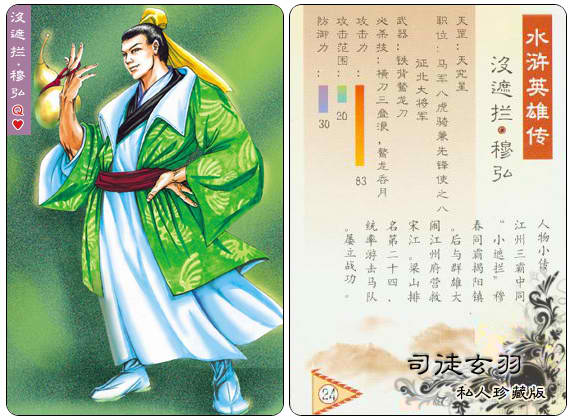 没遮拦·穆弘
Q
水浒英雄传
没遮拦·穆弘
天罡:天究星
职位:马军八虎骑兼先锋使之八
征北大将军
武器:铁背鳌龙刀
必杀技:横刀三叠浪,鳌龙吞月
攻击力:
83
攻击范围:
20
防御力:
30
人物小传:
江州三霸中同
“小遮拦”穆
春同霸揭阳镇
。后与群雄大
闹江州府营救
宋江。梁山排
名第二十四,
统率游击马队
。屡立战功。
24
司徒玄羽
私人珍藏版